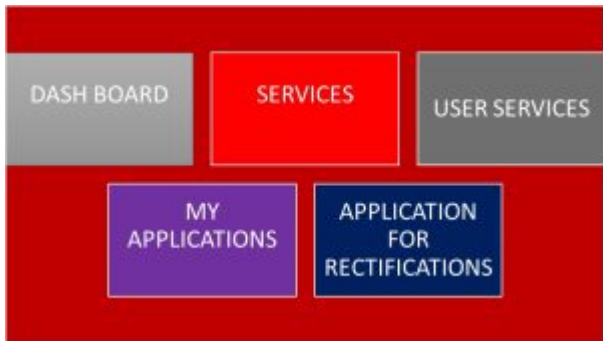 DASH BOARD
SERVICES
USER SERVICES
MY
APPLICATIONS
APPLICATION
FOR
RECTIFICATIONS